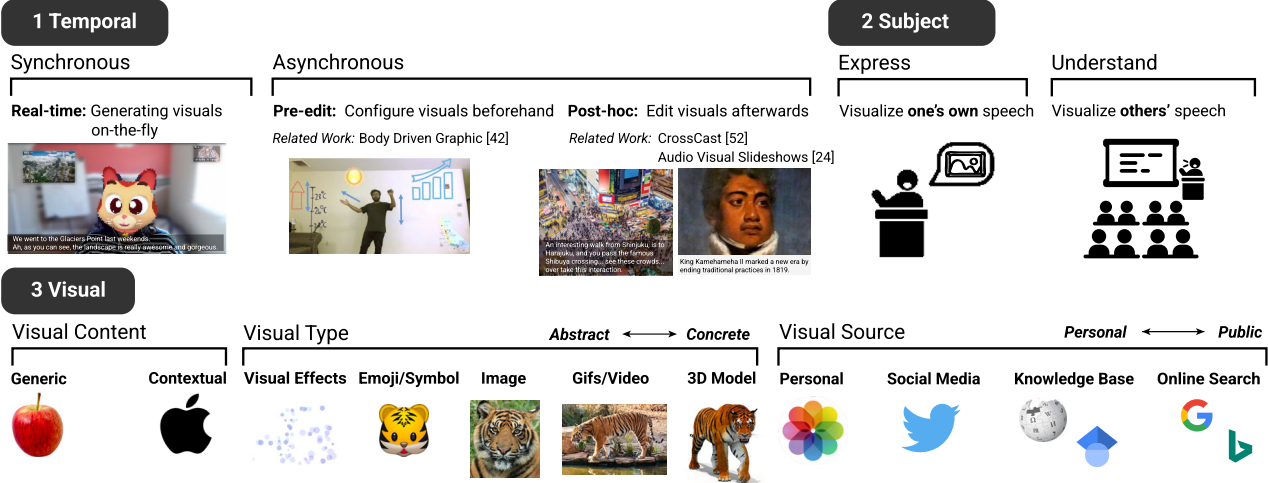 1 Temporal
Synchronous
Real-time: Generating visuals
on-the-fly
We went to the Glaciers Point last weekends.
Ah, as you can see, the landscape is really awesome and gorgeous.
Asynchronous
Pre-edit: Configure visuals beforehand
Related Work: Body Driven Graphic [42]
Post-hoc: Edit visuals afterwards
Related Work: CrossCast [52]
Audio Visual Slideshows [24]
An interesting walk from Shinjuku, is to
Harajuku, and you pass the famous
Shibuya crossing... see these crowds...
over take this interaction.
King Kamehameha II marked a new era by
ending traditional practices in 1819.
2 Subject
Express
Visualize one's own speech
Understand
Visualize others' speech
3 Visual
Visual Content
Generic
Contextual
Visual Type
Abstract
Concrete
Visual Effects
Emoji/Symbol
Image
Gifs/Video
3D Model
Visual Source
Personal
Public
Personal
Social Media
Knowledge Base
Online Search